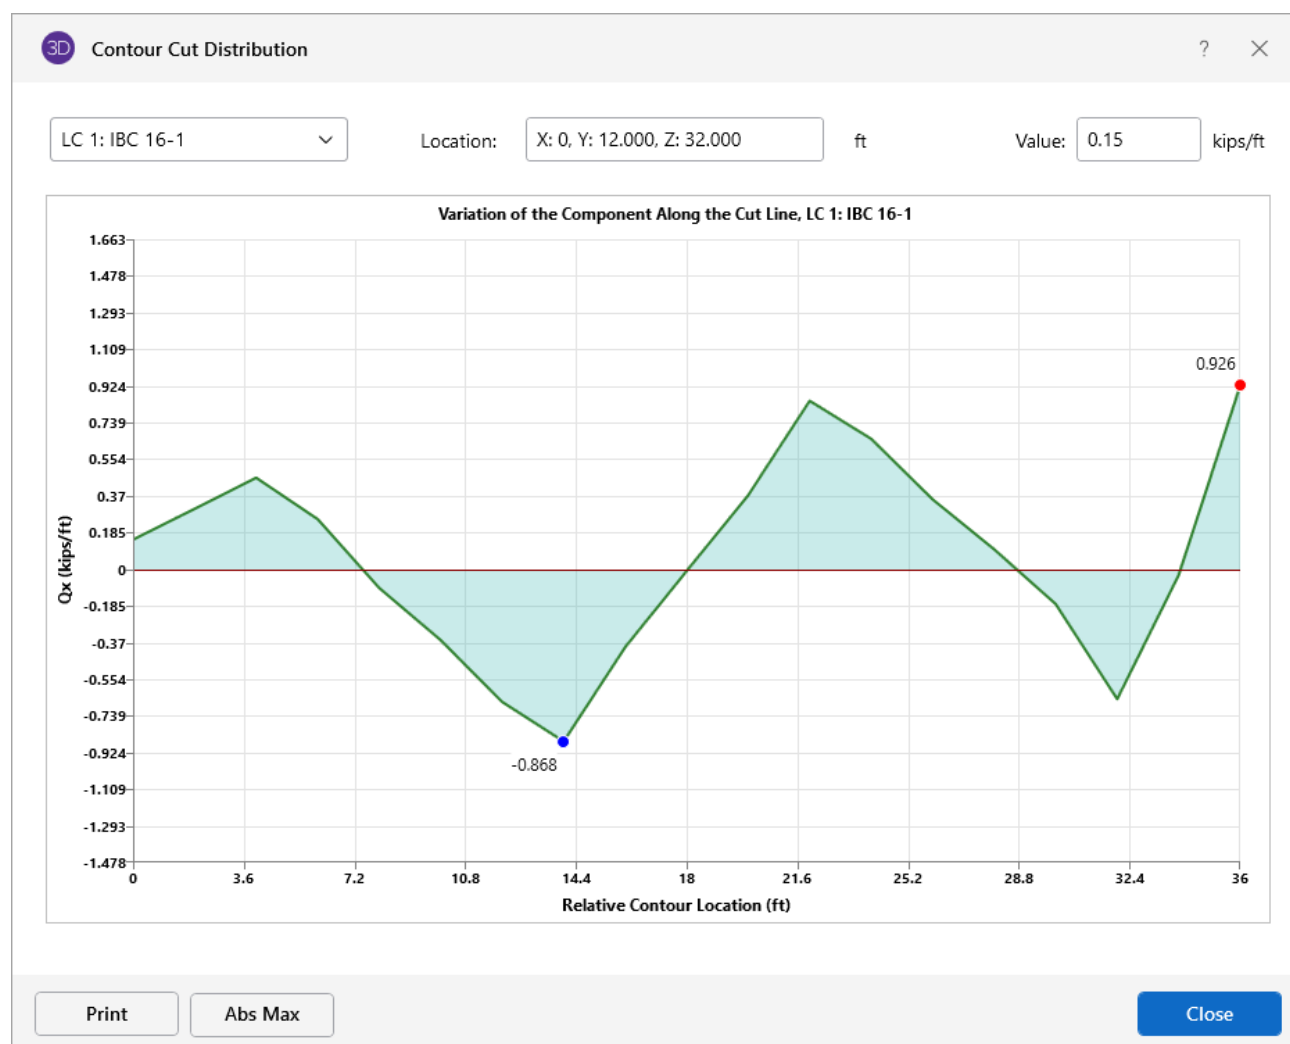 3D Contour Cut Distribution ?
LC 1: IBC 16-1 Location: X: 0, Y: 12.000, Z: 32.000 ft Value: 0.15 kips/ft
Variation of the Component Along the Cut Line, LC 1: IBC 16-1
1.663
1.478
1.293
1.109
0.926
0.924
0.739
0.554
0.37
0.185
Qx (kips/ft)
0
-0.185
-0.37
-0.554
-0.739
-0.924
-0.868
-1.109
-1.293
-1.478
0 3.6 7.2 10.8 14.4 18 21.6 25.2 28.8 32.4 36
Relative Contour Location (ft)
Print Abs Max Close